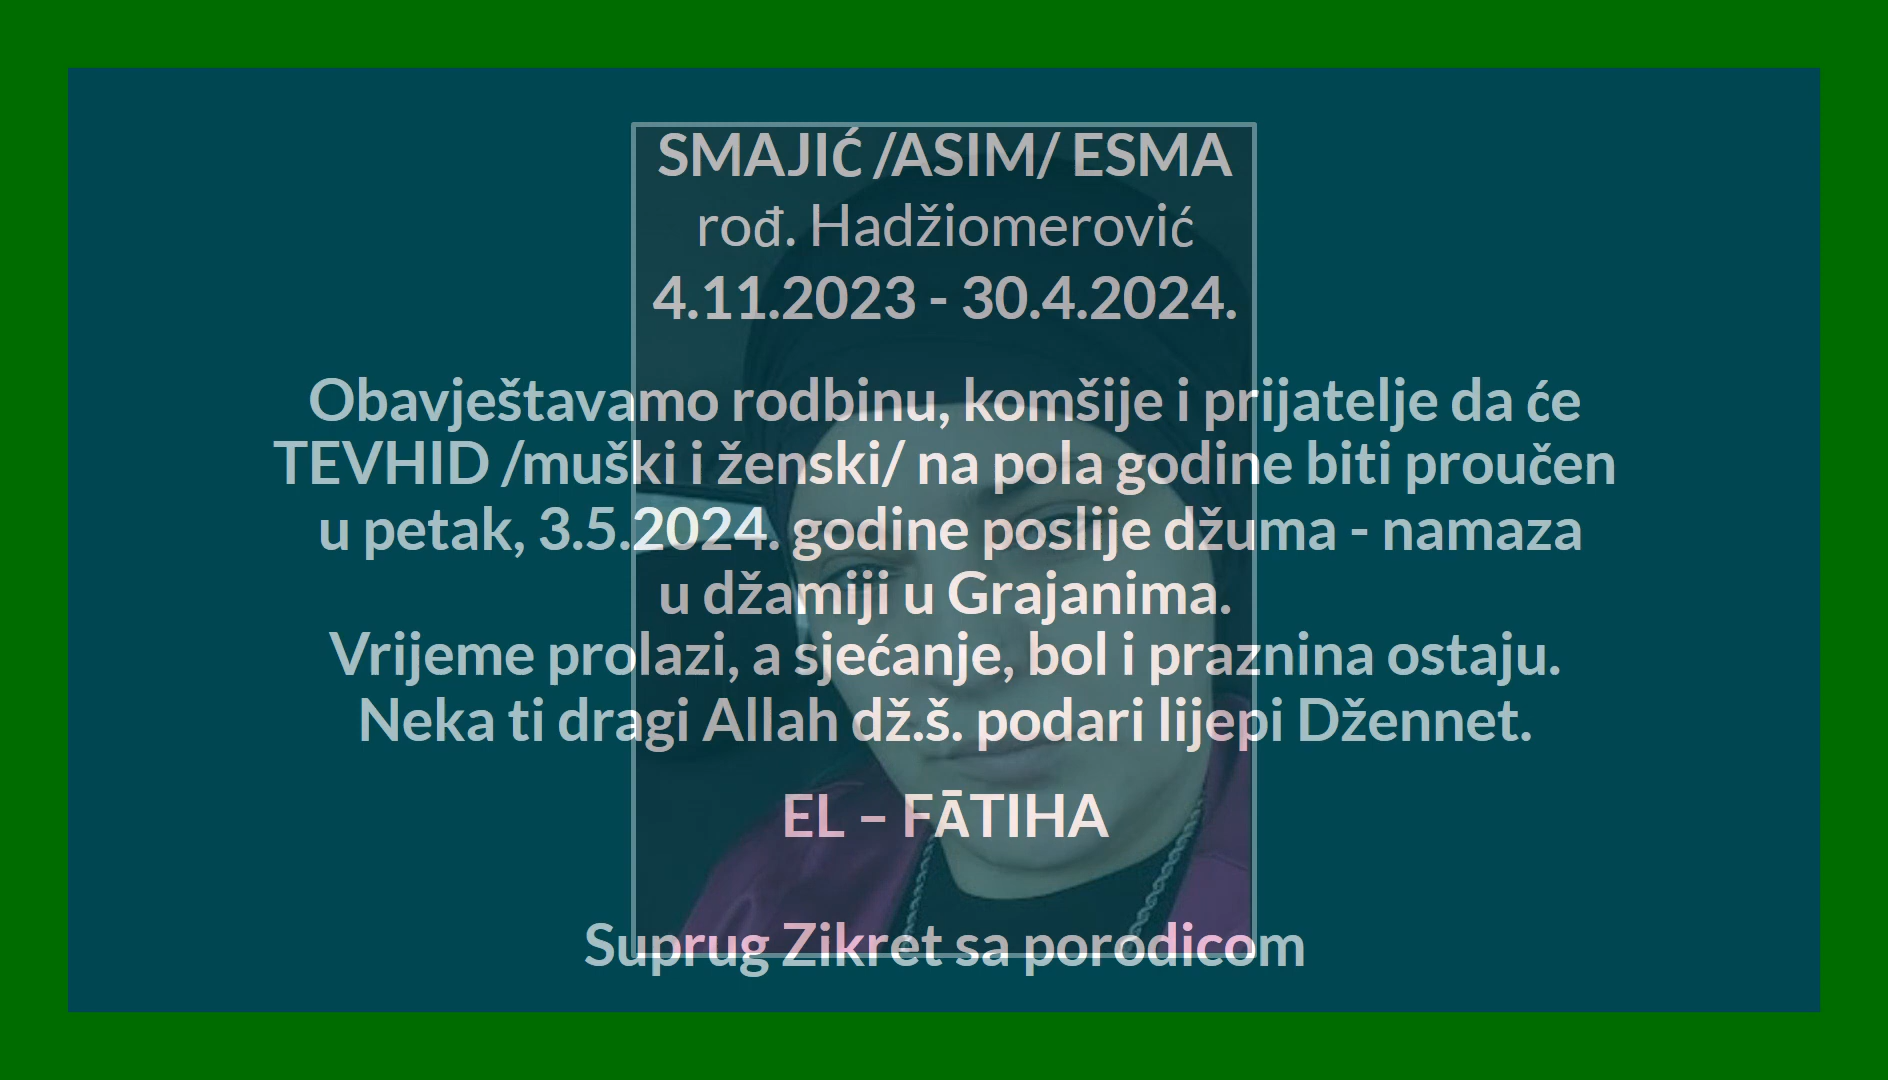 SMAJIĆ /ASIM/ ESMA
rođ. Hadžiomerović
4.11.2023 - 30.4.2024.
Obavještavamo rodbinu, komšije i prijatelje da će
TEVHID /muški i ženski/ na pola godine biti proučen
u petak, 3.5.2024. godine poslije džuma - namaza
u džamiji u Grajanima.
Vrijeme prolazi, a sjećanje, bol i praznina ostaju.
Neka ti dragi Allah dž.š. podari lijepi Džennet.
EL – FĀTIHA
Suprug Zikret sa porodicom